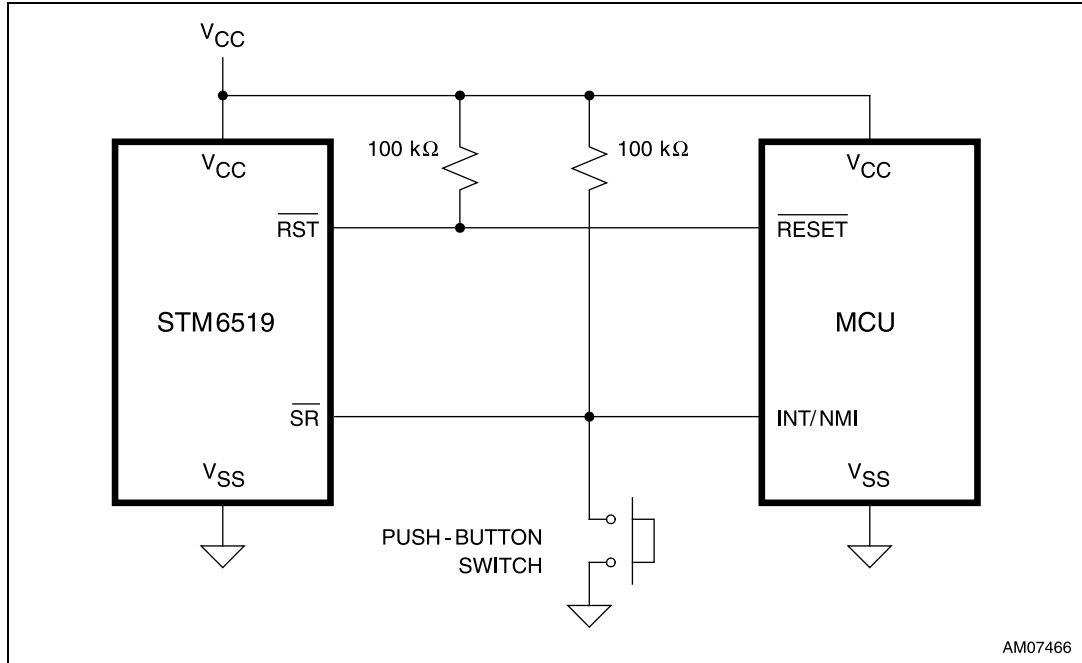 VCC
100 kΩ
100 kΩ
VCC
VCC
RST
RESET
STM6519
MCU
SR
INT/NMI
VSS
VSS
PUSH-BUTTON
SWITCH
AM07466